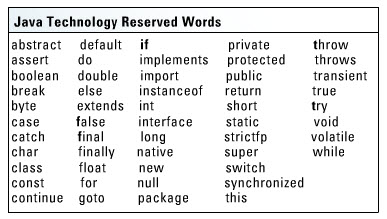 Java Technology Reserved Words
abstract default if private throw
assert do implements protected throws
boolean double import public transient
break else instanceof return true
byte extends int short try
case false interface static void
catch final long strictfp volatile
char finally native super while
class float new switch
const for null synchronized
continue goto package this